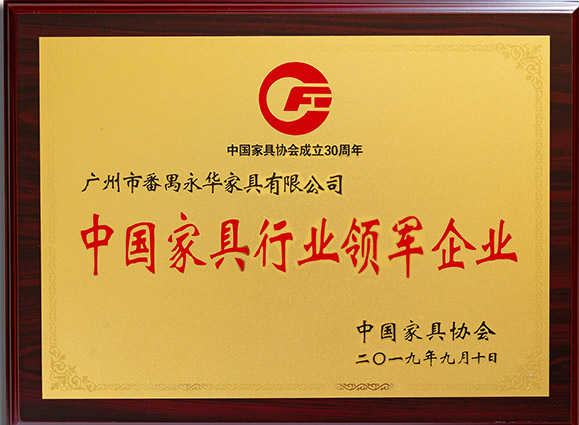 中国家具协会成立30周年
广州市番禺永华家具有限公司
中国家具行业领军企业
中国家具协会
二〇一九年九月十日